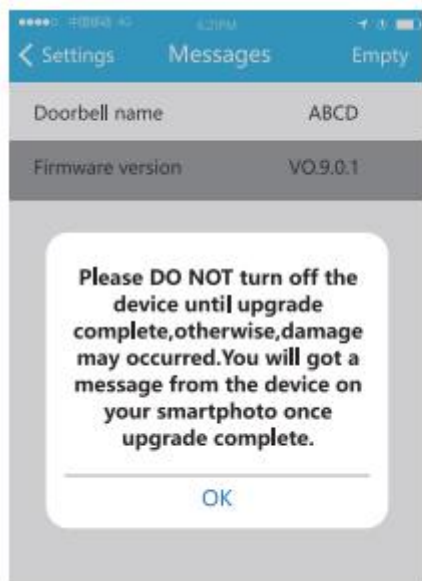 Settings Messages Empty
Doorbell name ABCD
Firmware version VO.9.0.1
Please DO NOT turn off the
device until upgrade
complete,otherwise,damage
may occurred.You will got a
message from the device on
your smartphoto once
upgrade complete.
OK